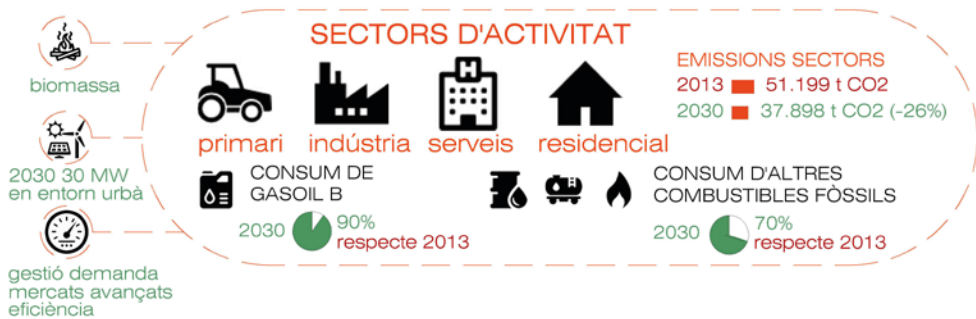 biomassa
2030 30 MW
en entorn urbà
gestió demanda
mercats avançats
eficiència
SECTORS D'ACTIVITAT
H
primari indústria serveis residencial
EMISSIONS SECTORS
2013 51.199 t CO2
2030 37.898 t CO2 (-26%)
CONSUM DE
GASOIL B
2030 90%
respecte 2013
CONSUM D'ALTRES
COMBUSTIBLES FÒSSILS
2030 70%
respecte 2013